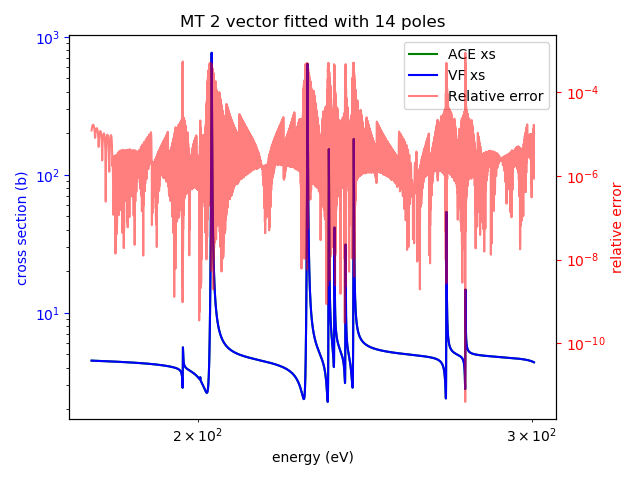 MT 2 vector fitted with 14 poles
10³
10²
10¹
cross section (b)
ACE xs
VF xs
Relative error
10⁻⁴
10⁻⁶
10⁻⁸
10⁻¹⁰
relative error
2 × 10²
3 × 10²
energy (eV)